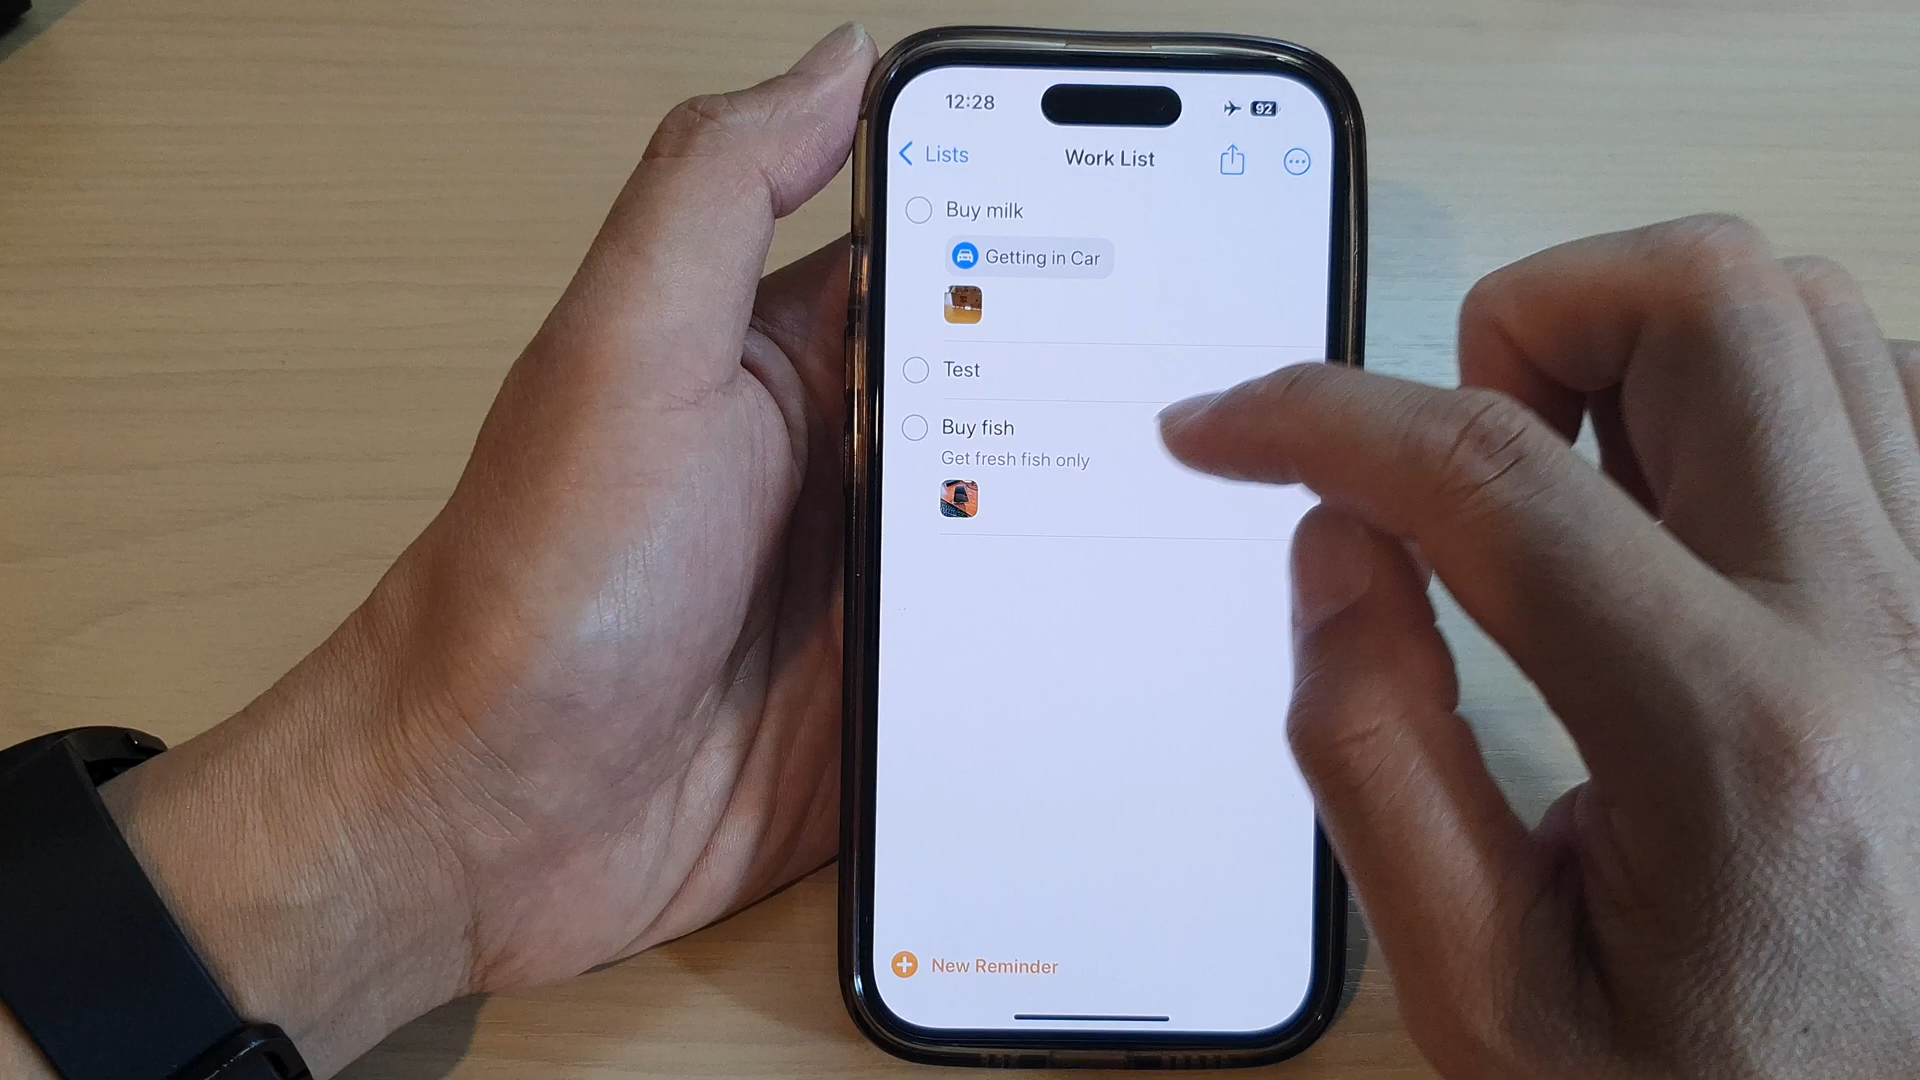 12:28
92
Lists
Work List
Buy milk
Getting in Car
Test
Buy fish
Get fresh fish only
New Reminder